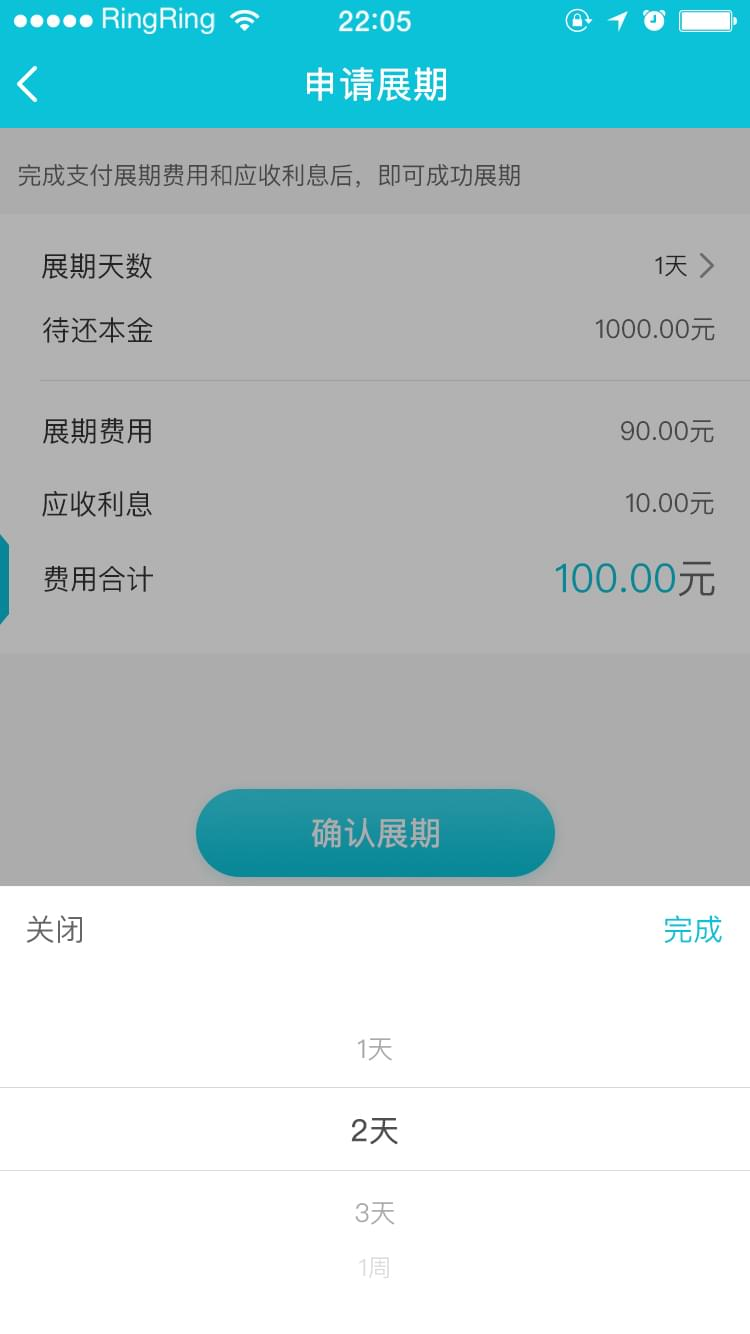 RingRing 22:05
申请展期
完成支付展期费用和应收利息后，即可成功展期
展期天数 1天
待还本金 1000.00元
展期费用 90.00元
应收利息 10.00元
费用合计 100.00元
确认展期
关闭 完成
1天
2天
3天
1周